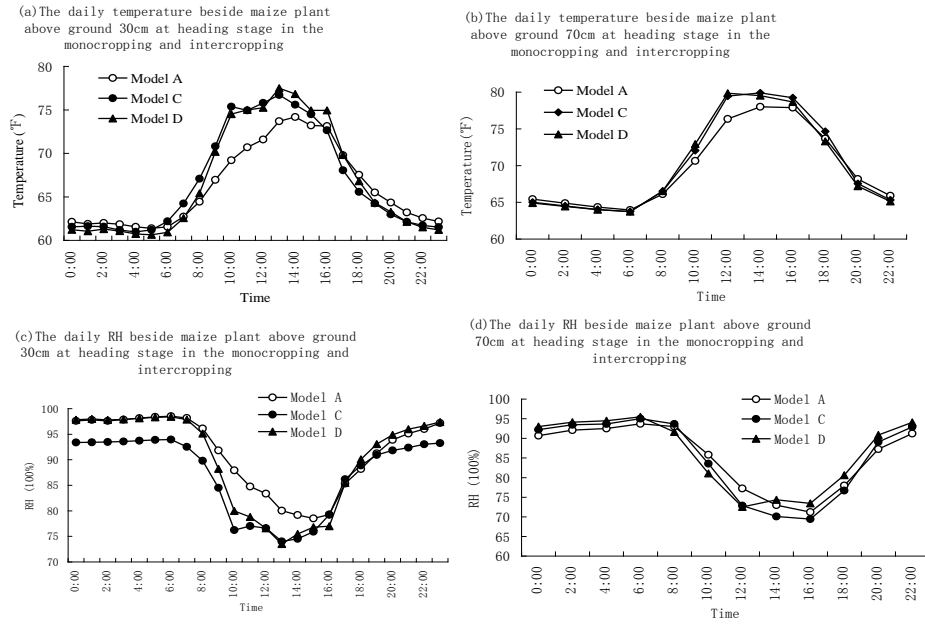 (a)The daily temperature beside maize plant
above ground 30cm at heading stage in the
monocropping and intercropping
80
75
70
65
60
Temperature(℉)
Model A
Model C
Model D
0:00
2:00
4:00
6:00
8:00
10:00
12:00
14:00
16:00
18:00
20:00
22:00
Time
(b)The daily temperature beside maize plant
above ground 70cm at heading stage in the
monocropping and intercropping
80
75
70
65
60
Temperature(℉)
Model A
Model C
Model D
0:00
2:00
4:00
6:00
8:00
10:00
12:00
14:00
16:00
18:00
20:00
22:00
Time
(c)The daily RH beside maize plant above ground
30cm at heading stage in the monocropping and
intercropping
100
95
90
85
80
75
70
RH (100%)
Model A
Model C
Model D
0:00
2:00
4:00
6:00
8:00
10:00
12:00
14:00
16:00
18:00
20:00
22:00
Time
(d)The daily RH beside maize plant above ground
70cm at heading stage in the monocropping and
intercropping
100
95
90
85
80
75
70
65
60
RH (100%)
Model A
Model C
Model D
0:00
2:00
4:00
6:00
8:00
10:00
12:00
14:00
16:00
18:00
20:00
22:00
Time